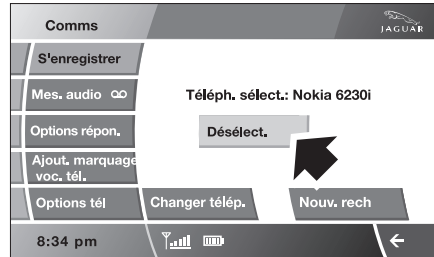 Comms
JAGUAR
S'enregistrer
Mes. audio
Téléph. sélect.: Nokia 6230i
Options répon.
Désélect.
Ajout. marquage
voc. tél.
Options tél
Changer télép.
Nouv. rech
8:34 pm